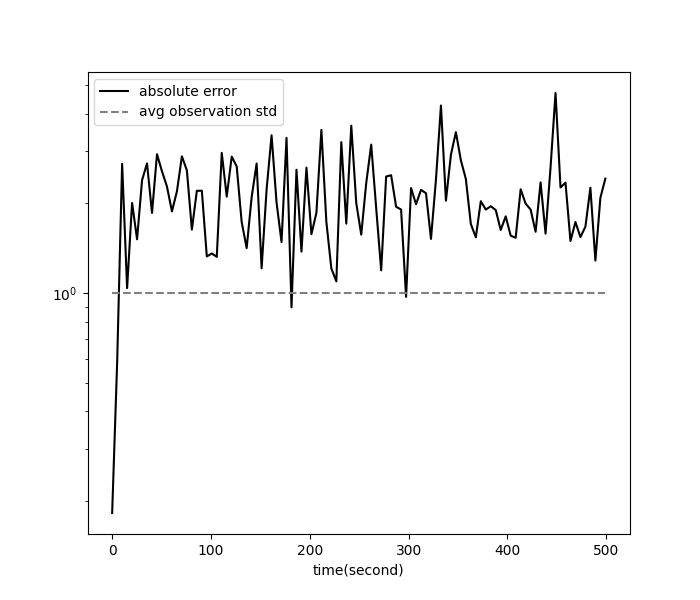 absolute error
avg observation std
10⁰
0 100 200 300 400 500
time(second)